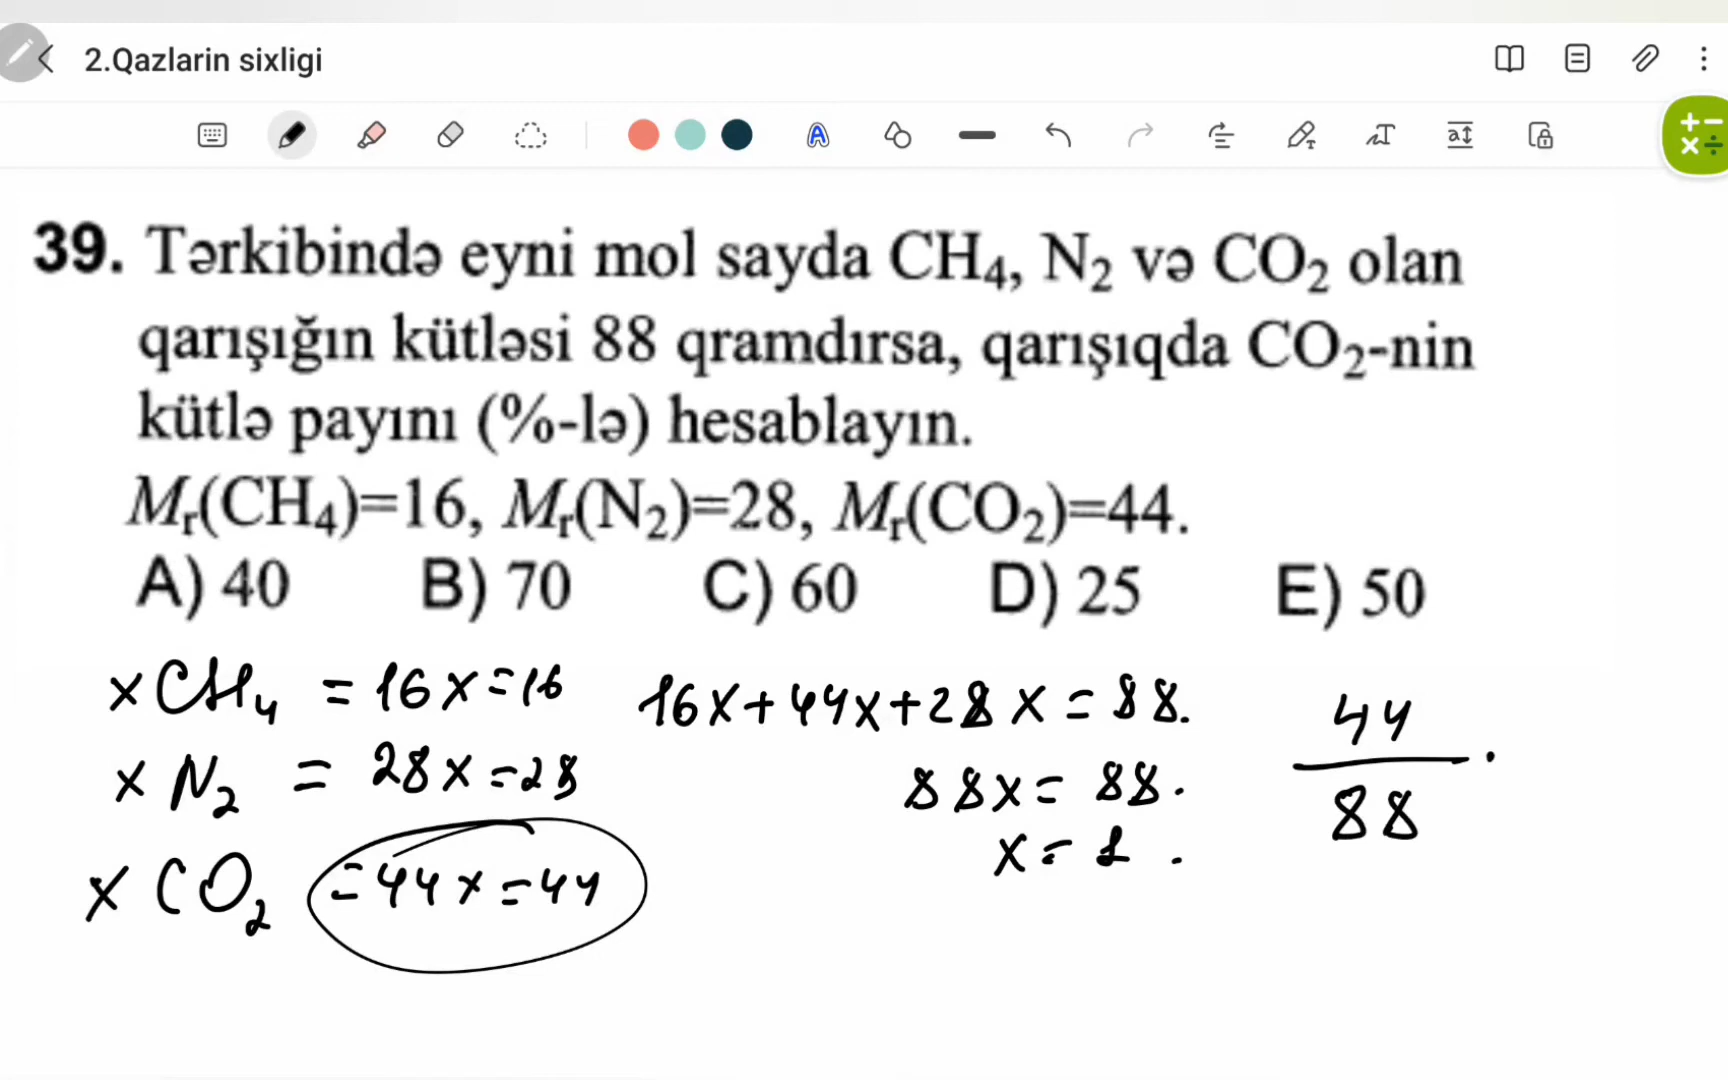 2.Qazlarin sixligi
39. Tərkibində eyni mol sayda CH₄, N₂ və CO₂ olan
qarışığın kütləsi 88 qramdırsa, qarışıqda CO₂-nin
kütlə payını (%-lə) hesablayın.
Mᵣ(CH₄)=16, Mᵣ(N₂)=28, Mᵣ(CO₂)=44.
A) 40 B) 70 C) 60 D) 25 E) 50
x CH₄ = 16x=16
x N₂ = 28x=28
x CO₂ =44x=44
16x+44x+28x=88.
88x=88.
x=1.
44
88
·